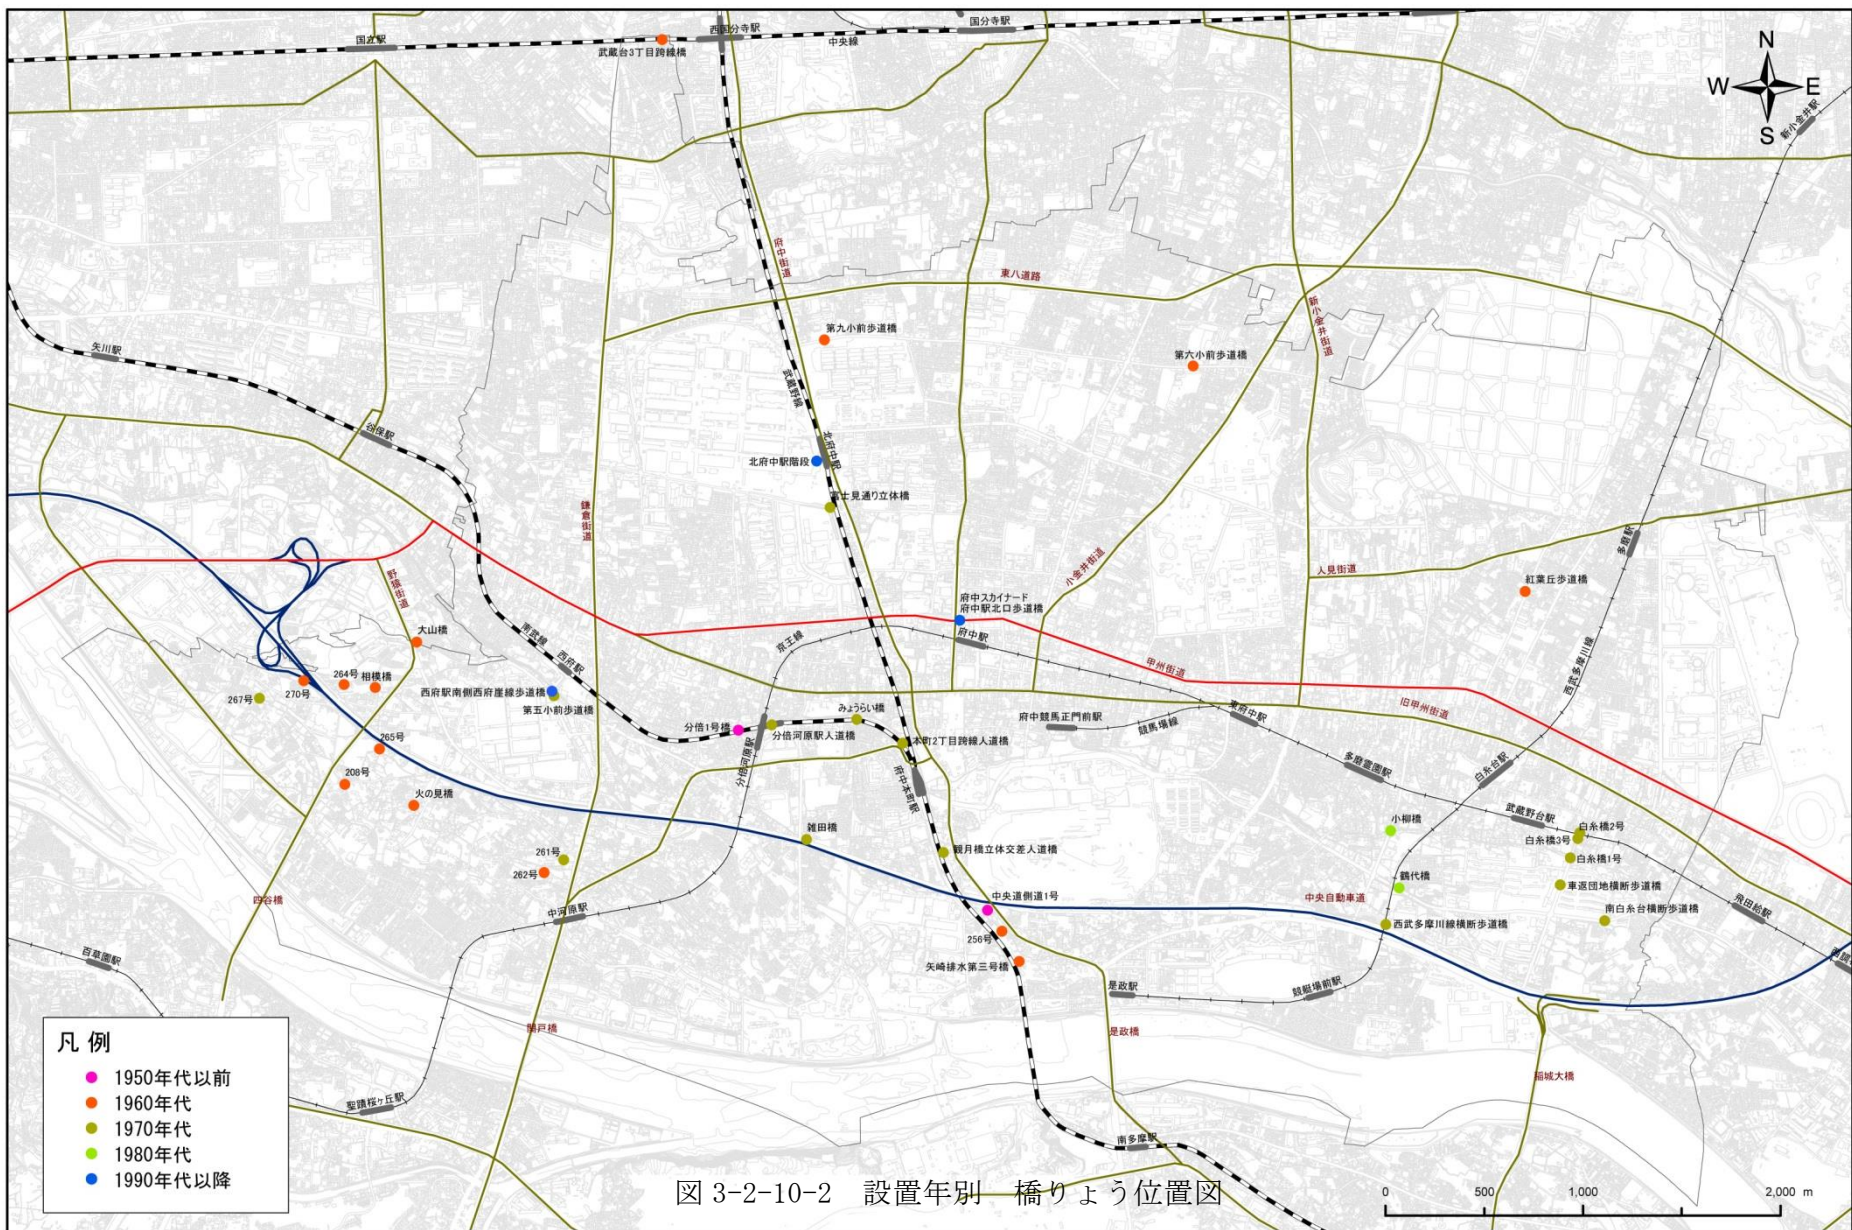 国立駅
武蔵台3丁目跨線橋
西国分寺駅
中央線
国分寺駅
新小金井駅
N
W
E
S
府中街道
東八道路
新小金井街道
矢川駅
第九小前歩道橋
第六小前歩道橋
武蔵野線
谷保駅
北府中駅
北府中駅階段
富士見通り立体橋
鎌倉街道
小金井街道
人見街道
多磨駅
紅葉丘歩道橋
野猿街道
府中スカイナード
府中駅北口歩道橋
府中駅
大山橋
南武線
西府駅
京王線
甲州街道
西武多摩川線
264号
相模橋
270号
267号
西府駅南側西府崖線歩道橋
第五小前歩道橋
分倍1号橋
分倍河原駅
分倍河原駅人道橋
みょうらい橋
本町2丁目跨線人道橋
府中本町駅
府中競馬正門前駅
競馬場線
東府中駅
旧甲州街道
265号
208号
火の見橋
多磨霊園駅
白糸台駅
武蔵野台駅
小柳橋
白糸橋2号
白糸橋3号
白糸橋1号
雑田橋
観月橋立体交差人道橋
261号
262号
鶴代橋
車返団地横断歩道橋
飛田給駅
四谷橋
中河原駅
中央道側道1号
中央自動車道
西武多摩川線横断歩道橋
南白糸台横断歩道橋
256号
矢崎排水第三号橋
百草園駅
是政駅
競艇場前駅
関戸橋
是政橋
稲城大橋
聖蹟桜ヶ丘駅
南多摩駅
凡 例
1950年代以前
1960年代
1970年代
1980年代
1990年代以降
図 3-2-10-2 設置年別 橋りょう位置図
0 500 1,000 2,000 m